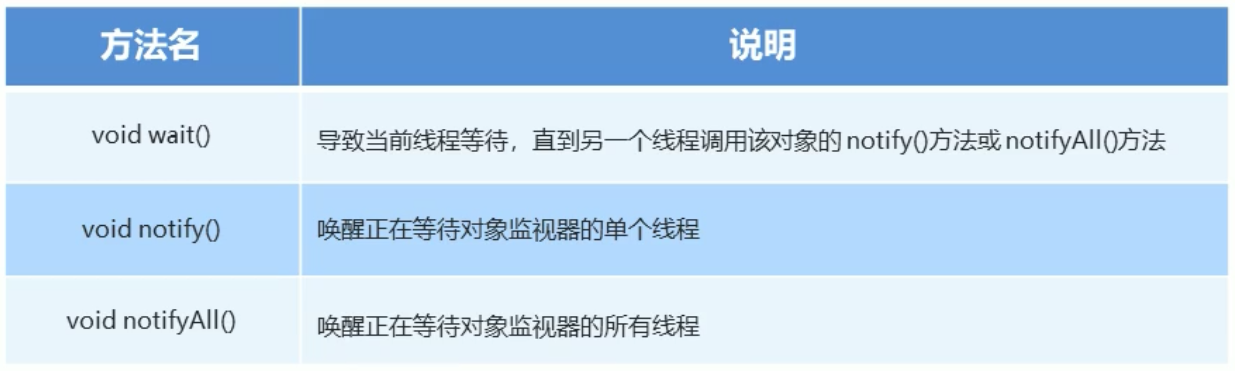 方法名 说明
void wait() 导致当前线程等待，直到另一个线程调用该对象的 notify()方法或 notifyAll()方法
void notify() 唤醒正在等待对象监视器的单个线程
void notifyAll() 唤醒正在等待对象监视器的所有线程